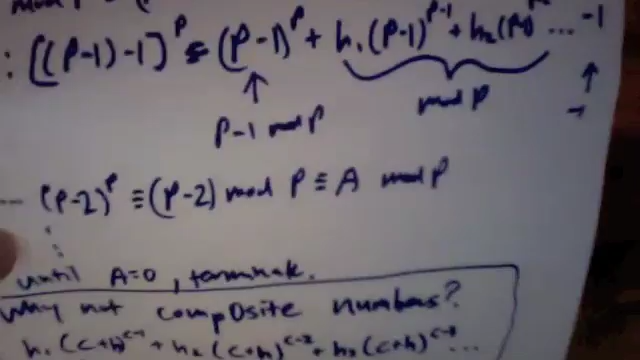 : [(P-1)-1]^P = (P-1)^P + h₁(P-1)^{P-1} + h₂(P-1) ... -1
P-1 mod P
mod P
(P-2)^P ≡ (P-2) mod P ≡ A mod P
until A=0, terminate.
Why not composite numbers?
h₁(c+h)^{c-1} + h₂(c+h)^{c-2} + h₃(c+h)^{c-3} ...